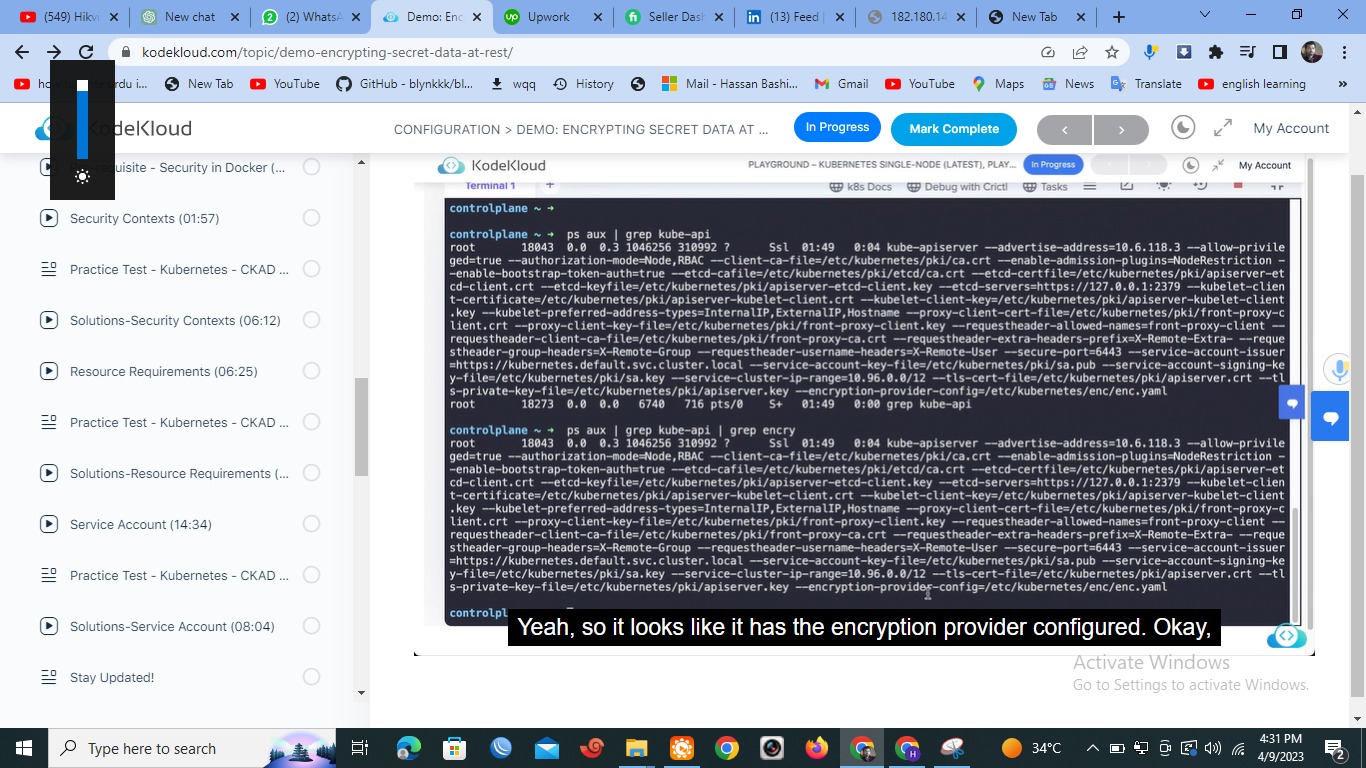 (549) Hikvi
New chat
(2) WhatsA
Demo: Enc
Upwork
Seller Dash
(13) Feed |
182.180.14
New Tab
kodekloud.com/topic/demo-encrypting-secret-data-at-rest/
New Tab
YouTube
GitHub - blynkkk/bl...
wqq
History
Mail - Hassan Bashi...
Gmail
YouTube
Maps
News
Translate
english learning
KodeKloud
CONFIGURATION > DEMO: ENCRYPTING SECRET DATA AT ...
In Progress
Mark Complete
My Account
Security in Docker (...
Security Contexts (01:57)
Practice Test - Kubernetes - CKAD ...
Solutions-Security Contexts (06:12)
Resource Requirements (06:25)
Practice Test - Kubernetes - CKAD ...
Solutions-Resource Requirements (...
Service Account (14:34)
Practice Test - Kubernetes - CKAD ...
Solutions-Service Account (08:04)
Stay Updated!
KodeKloud
PLAYGROUND – KUBERNETES SINGLE-NODE (LATEST), PLAY...
In Progress
My Account
Terminal 1 +
k8s Docs
Debug with Crictl
Tasks
controlplane ~ ➜
controlplane ~ ➜ ps aux | grep kube-api
root 18043 0.0 0.3 1046256 310992 ? Ssl 01:49 0:04 kube-apiserver --advertise-address=10.6.118.3 --allow-privile
ged=true --authorization-mode=Node,RBAC --client-ca-file=/etc/kubernetes/pki/ca.crt --enable-admission-plugins=NodeRestriction -
-enable-bootstrap-token-auth=true --etcd-cafile=/etc/kubernetes/pki/etcd/ca.crt --etcd-certfile=/etc/kubernetes/pki/apiserver-et
cd-client.crt --etcd-keyfile=/etc/kubernetes/pki/apiserver-etcd-client.key --etcd-servers=https://127.0.0.1:2379 --kubelet-clien
t-certificate=/etc/kubernetes/pki/apiserver-kubelet-client.crt --kubelet-client-key=/etc/kubernetes/pki/apiserver-kubelet-client
.key --kubelet-preferred-address-types=InternalIP,ExternalIP,Hostname --proxy-client-cert-file=/etc/kubernetes/pki/front-proxy-c
lient.crt --proxy-client-key-file=/etc/kubernetes/pki/front-proxy-client.key --requestheader-allowed-names=front-proxy-client --
requestheader-client-ca-file=/etc/kubernetes/pki/front-proxy-ca.crt --requestheader-extra-headers-prefix=X-Remote-Extra- --reque
stheader-group-headers=X-Remote-Group --requestheader-username-headers=X-Remote-User --secure-port=6443 --service-account-issuer
=https://kubernetes.default.svc.cluster.local --service-account-key-file=/etc/kubernetes/pki/sa.pub --service-account-signing-ke
y-file=/etc/kubernetes/pki/sa.key --service-cluster-ip-range=10.96.0.0/12 --tls-cert-file=/etc/kubernetes/pki/apiserver.crt --tl
s-private-key-file=/etc/kubernetes/pki/apiserver.key --encryption-provider-config=/etc/kubernetes/enc/enc.yaml
root 18273 0.0 0.0 6740 716 pts/0 S+ 01:49 0:00 grep kube-api
controlplane ~ ➜ ps aux | grep kube-api | grep encry
root 18043 0.0 0.3 1046256 310992 ? Ssl 01:49 0:04 kube-apiserver --advertise-address=10.6.118.3 --allow-privile
ged=true --authorization-mode=Node,RBAC --client-ca-file=/etc/kubernetes/pki/ca.crt --enable-admission-plugins=NodeRestriction -
-enable-bootstrap-token-auth=true --etcd-cafile=/etc/kubernetes/pki/etcd/ca.crt --etcd-certfile=/etc/kubernetes/pki/apiserver-et
cd-client.crt --etcd-keyfile=/etc/kubernetes/pki/apiserver-etcd-client.key --etcd-servers=https://127.0.0.1:2379 --kubelet-clien
t-certificate=/etc/kubernetes/pki/apiserver-kubelet-client.crt --kubelet-client-key=/etc/kubernetes/pki/apiserver-kubelet-client
.key --kubelet-preferred-address-types=InternalIP,ExternalIP,Hostname --proxy-client-cert-file=/etc/kubernetes/pki/front-proxy-c
lient.crt --proxy-client-key-file=/etc/kubernetes/pki/front-proxy-client.key --requestheader-allowed-names=front-proxy-client --
requestheader-client-ca-file=/etc/kubernetes/pki/front-proxy-ca.crt --requestheader-extra-headers-prefix=X-Remote-Extra- --reque
stheader-group-headers=X-Remote-Group --requestheader-username-headers=X-Remote-User --secure-port=6443 --service-account-issuer
=https://kubernetes.default.svc.cluster.local --service-account-key-file=/etc/kubernetes/pki/sa.pub --service-account-signing-ke
y-file=/etc/kubernetes/pki/sa.key --service-cluster-ip-range=10.96.0.0/12 --tls-cert-file=/etc/kubernetes/pki/apiserver.crt --tl
s-private-key-file=/etc/kubernetes/pki/apiserver.key --encryption-provider-config=/etc/kubernetes/enc/enc.yaml
controlpl
Yeah, so it looks like it has the encryption provider configured. Okay,
Activate Windows
Go to Settings to activate Windows.
Type here to search
34°C
4:31 PM
4/9/2023
2